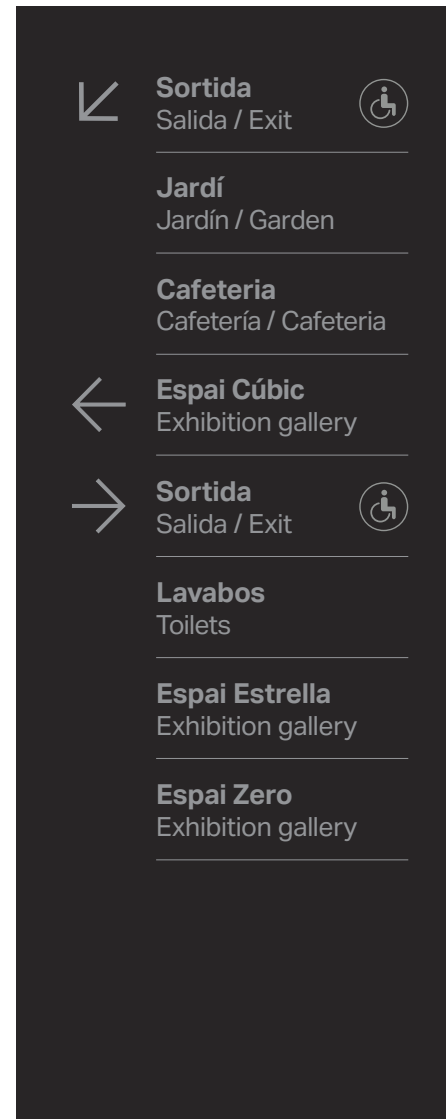 Sortida
Salida / Exit
Jardí
Jardín / Garden
Cafeteria
Cafetería / Cafeteria
Espai Cúbic
Exhibition gallery
Sortida
Salida / Exit
Lavabos
Toilets
Espai Estrella
Exhibition gallery
Espai Zero
Exhibition gallery